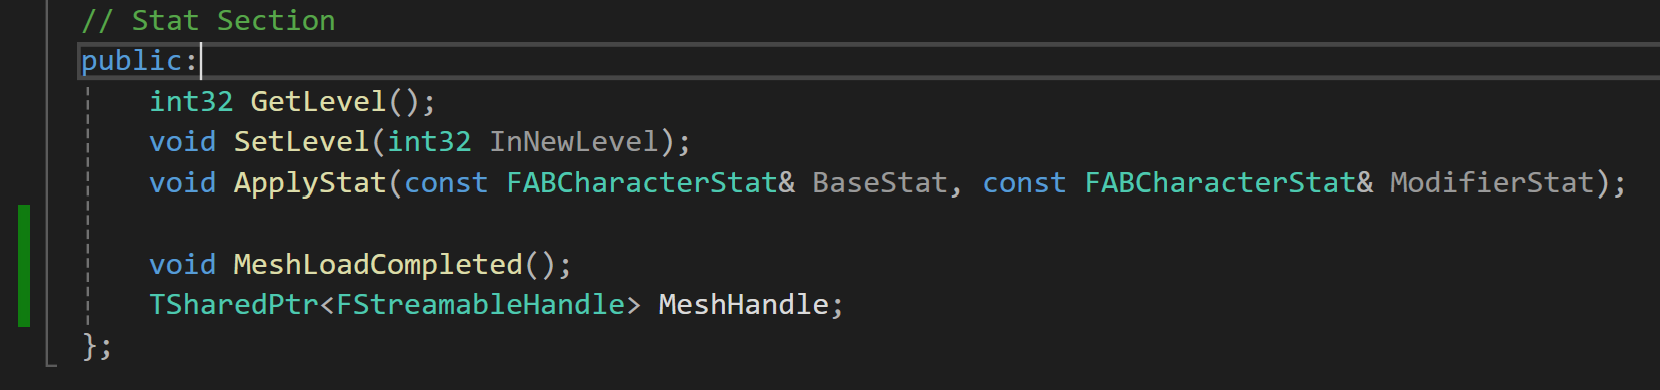 // Stat Section
public:
int32 GetLevel();
void SetLevel(int32 InNewLevel);
void ApplyStat(const FABCharacterStat& BaseStat, const FABCharacterStat& ModifierStat);
void MeshLoadCompleted();
TSharedPtr<FStreamableHandle> MeshHandle;
};